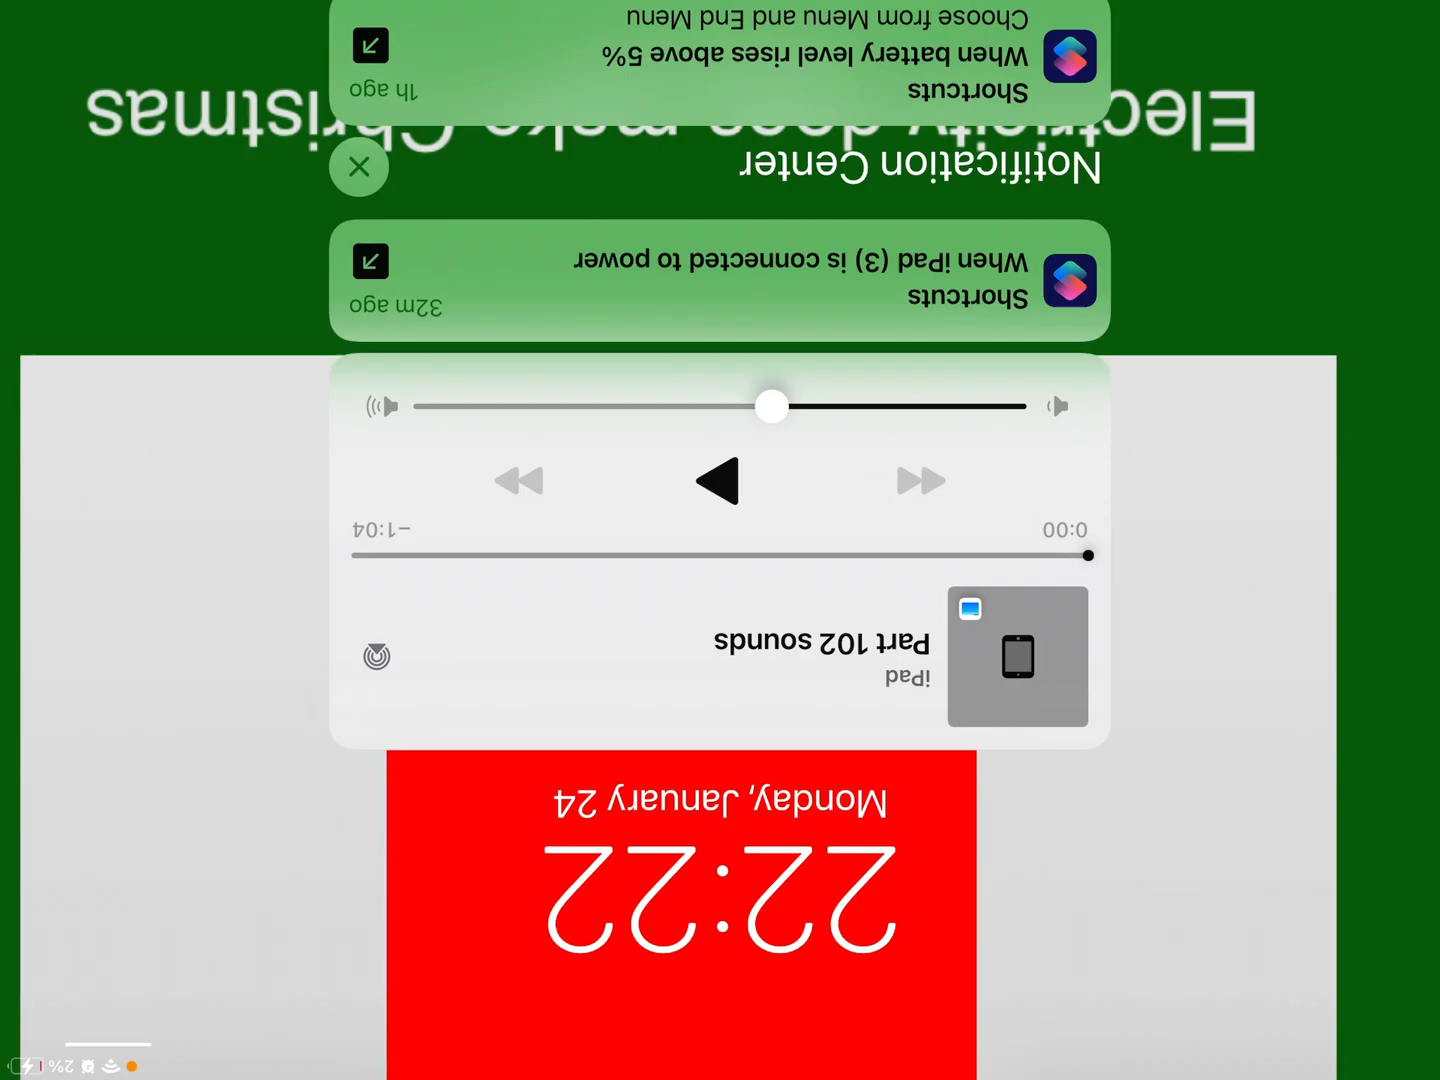 2%
22:22
Monday, January 24
iPad
Part 102 sounds
0:00
−1:04
Shortcuts
32m ago
When iPad (3) is connected to power
Notification Center
Electricity does make Christmas
Shortcuts
1h ago
When battery level rises above 5%
Choose from Menu and End Menu